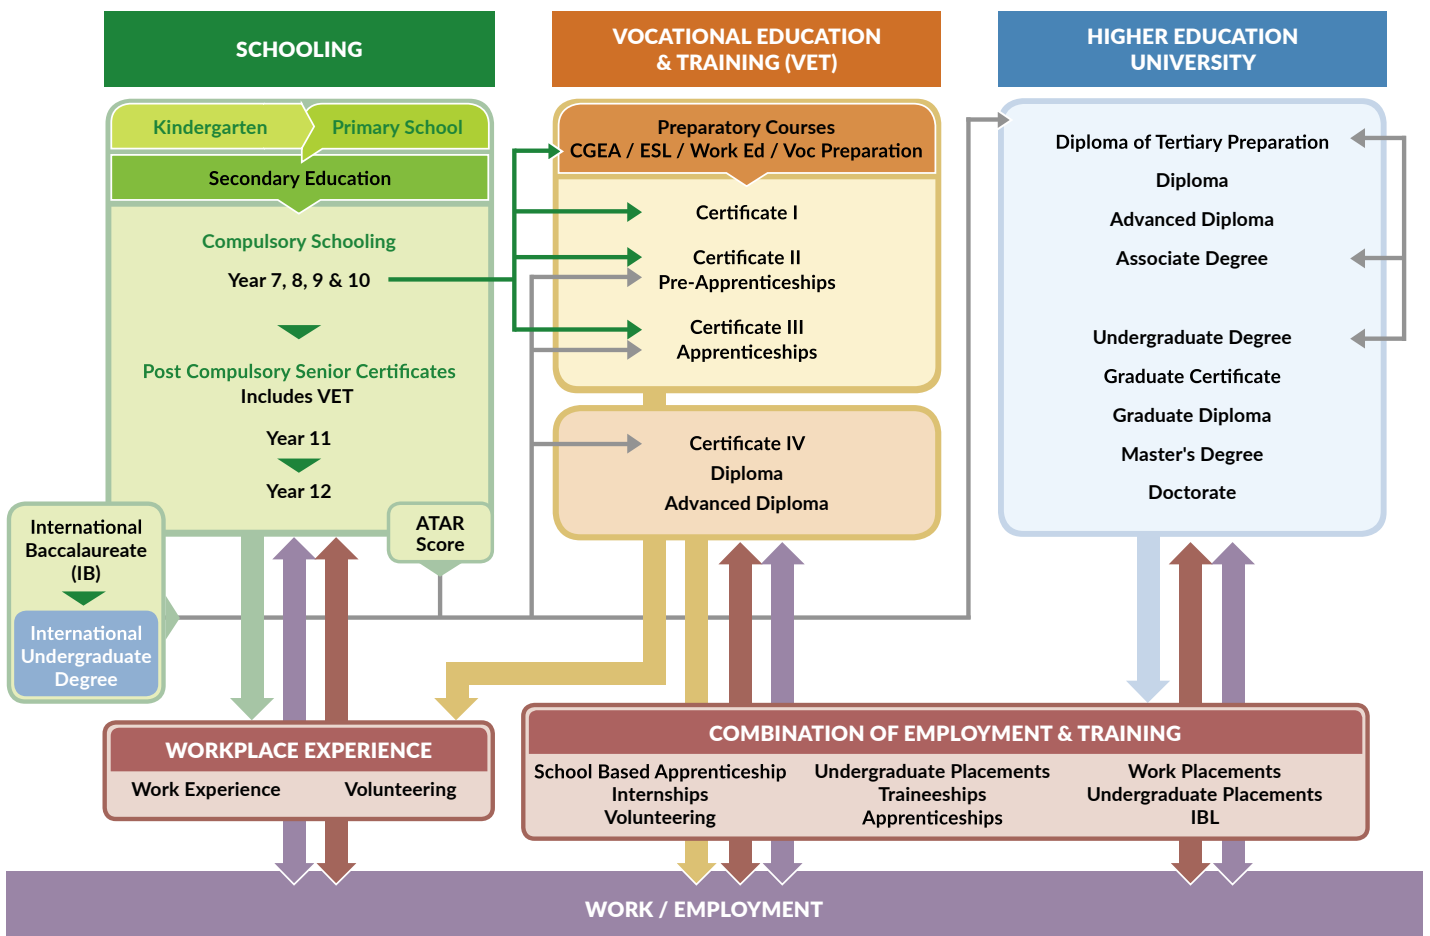 SCHOOLING
VOCATIONAL EDUCATION
& TRAINING (VET)
HIGHER EDUCATION
UNIVERSITY
Kindergarten
Primary School
Secondary Education
Compulsory Schooling
Year 7, 8, 9 & 10
Post Compulsory Senior Certificates
Includes VET
Year 11
Year 12
International
Baccalaureate
(IB)
International
Undergraduate
Degree
ATAR
Score
Preparatory Courses
CGEA / ESL / Work Ed / Voc Preparation
Certificate I
Certificate II
Pre-Apprenticeships
Certificate III
Apprenticeships
Certificate IV
Diploma
Advanced Diploma
Diploma of Tertiary Preparation
Diploma
Advanced Diploma
Associate Degree
Undergraduate Degree
Graduate Certificate
Graduate Diploma
Master's Degree
Doctorate
WORKPLACE EXPERIENCE
Work Experience
Volunteering
COMBINATION OF EMPLOYMENT & TRAINING
School Based Apprenticeship
Internships
Volunteering
Undergraduate Placements
Traineeships
Apprenticeships
Work Placements
Undergraduate Placements
IBL
WORK / EMPLOYMENT